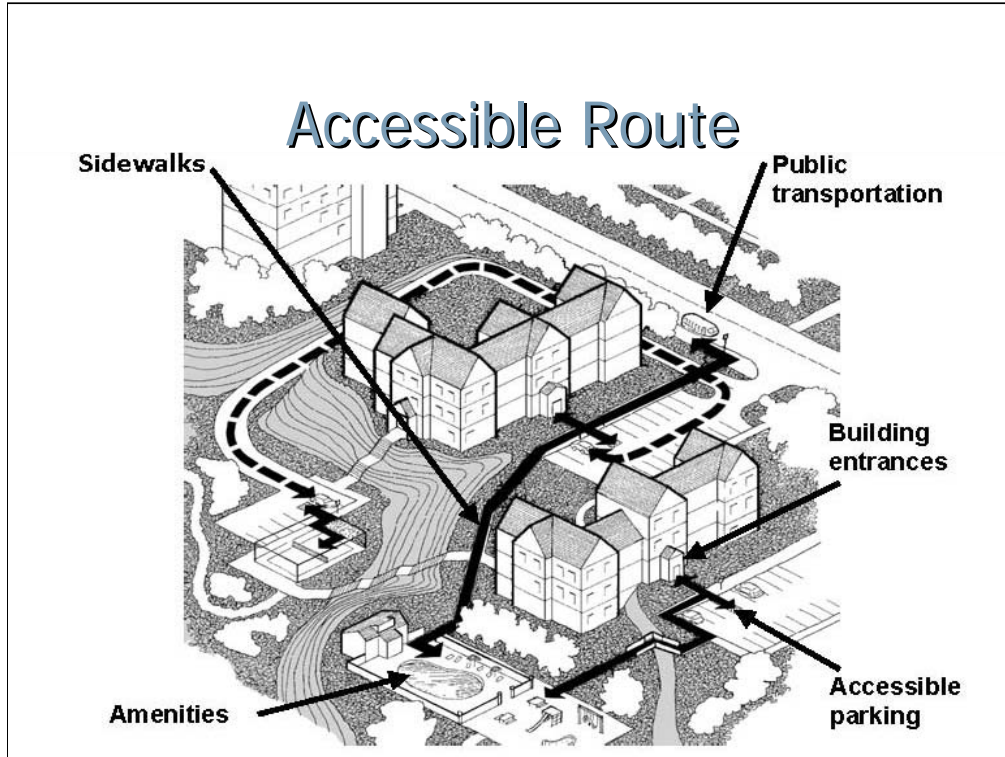 Accessible Route
Sidewalks
Public
transportation
Building
entrances
Accessible
parking
Amenities